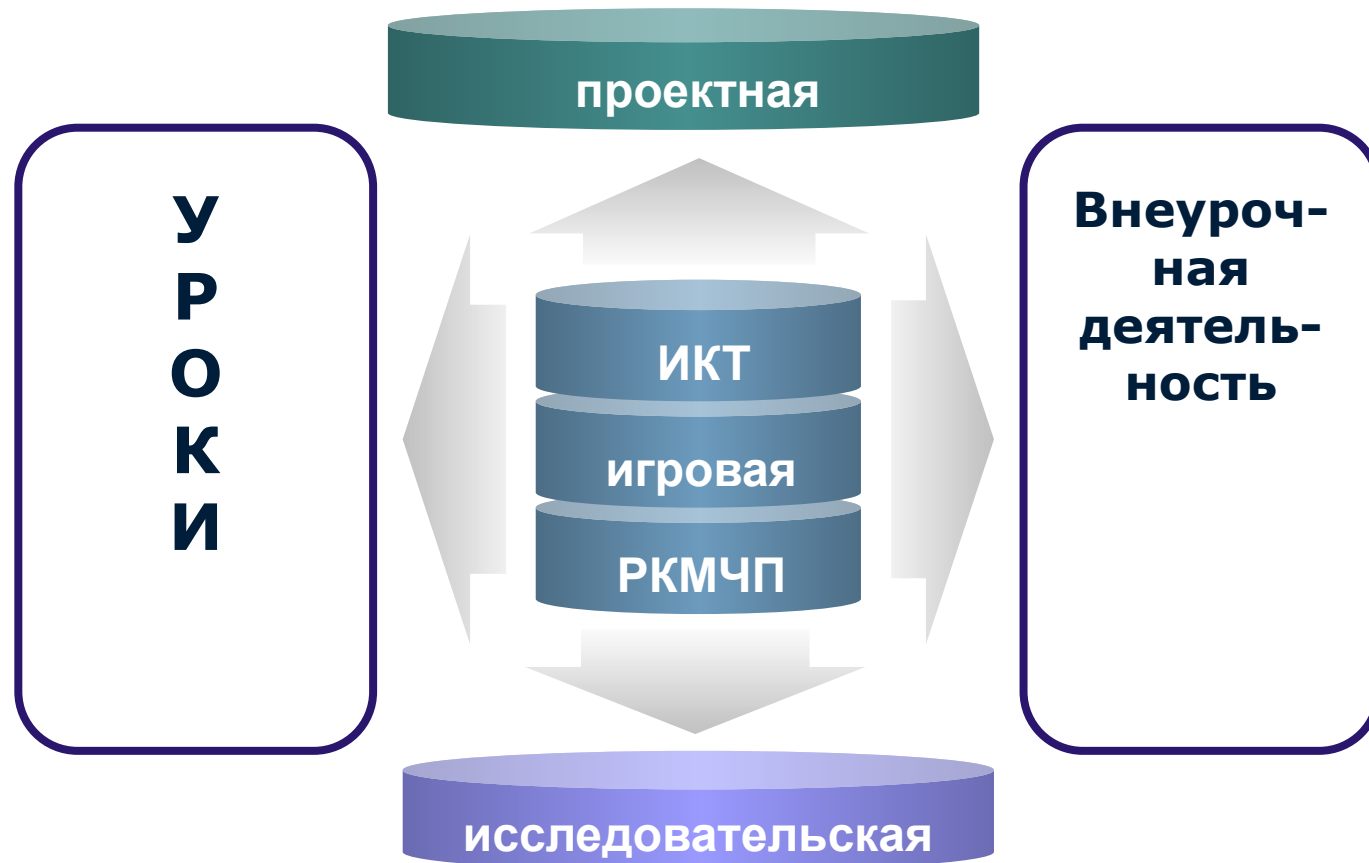 проектная
У
Р
О
К
И
ИКТ
игровая
РКМЧП
Внеуроч-
ная
деятель-
ность
исследовательская